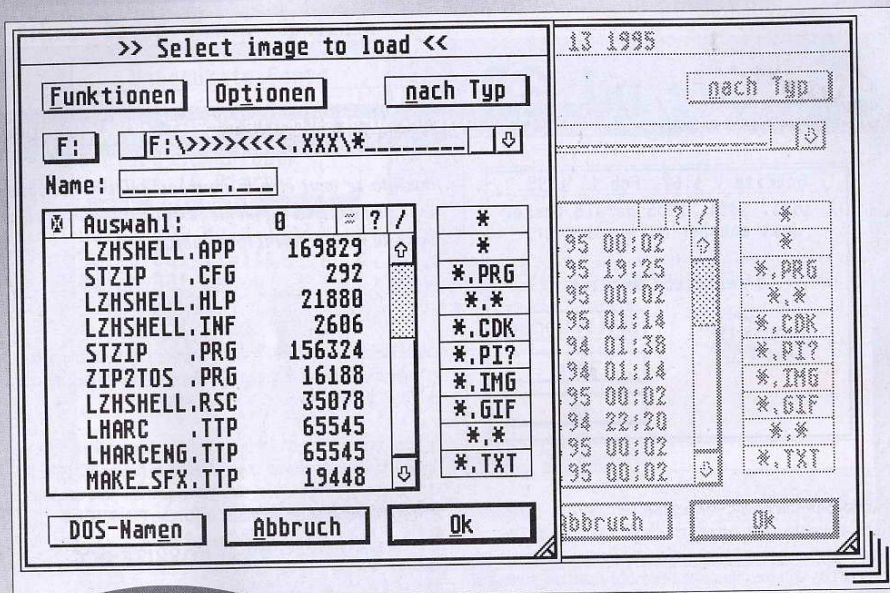 >> Select image to load <<
Funktionen Optionen nach Typ
F: F:\>>>><<<<.XXX\*_________
Name: ________.___
Auswahl: 0 ~ ? /
LZHSHELL.APP 169829
STZIP .CFG 292
LZHSHELL.HLP 21880
LZHSHELL.INF 2606
STZIP .PRG 156324
ZIP2TOS .PRG 16188
LZHSHELL.RSC 35078
LHARC .TTP 65545
LHARCENG.TTP 65545
MAKE_SFX.TTP 19448
*
*
*.PRG
*.*
*.CDK
*.PI?
*.IMG
*.GIF
*.*
*.TXT
DOS-Namen Abbruch Ok
13 1995
nach Typ
? /
.95 00:02
.95 19:25
.95 00:02
.95 01:14
.94 01:38
.94 01:14
.95 00:02
.94 22:20
.95 00:02
.95 00:02
*
*
*.PRG
*.*
*.CDK
*.PI?
*.IMG
*.GIF
*.*
*.TXT
Abbruch Ok